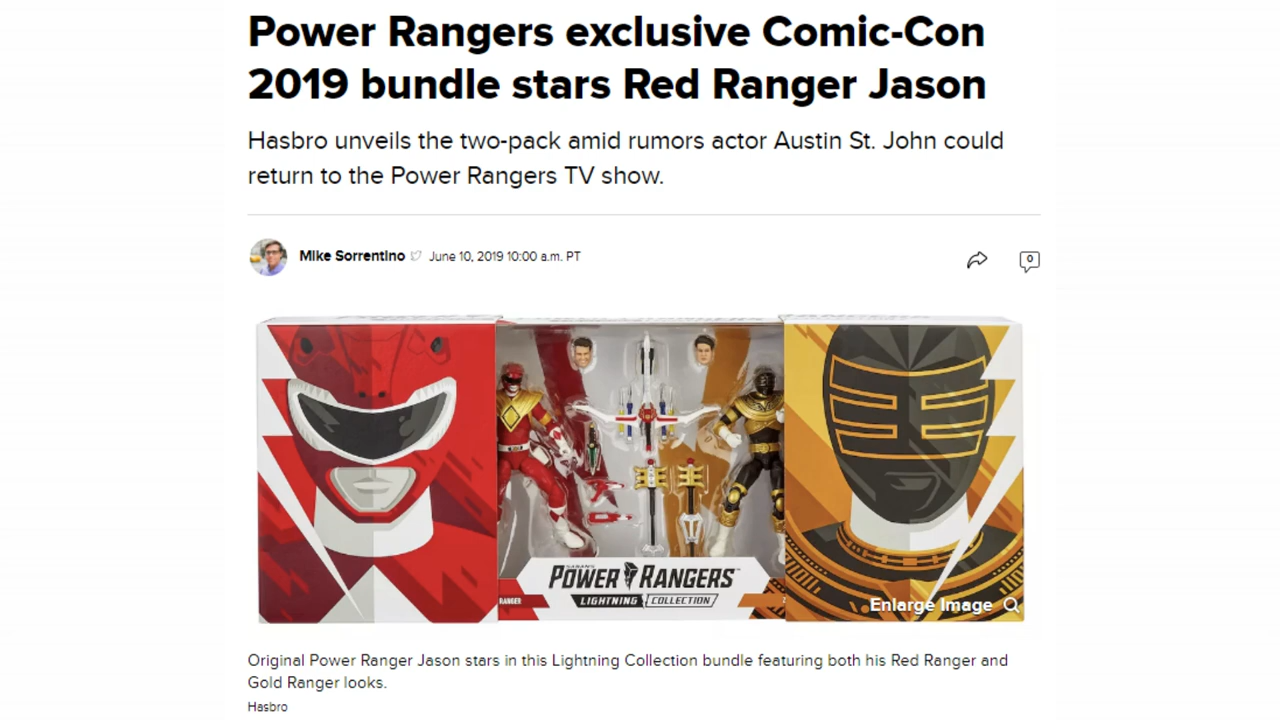 Power Rangers exclusive Comic-Con
2019 bundle stars Red Ranger Jason
Hasbro unveils the two-pack amid rumors actor Austin St. John could
return to the Power Rangers TV show.
Mike Sorrentino June 10, 2019 10:00 a.m. PT
0
SABAN'S
POWER RANGERS
LIGHTNING COLLECTION
RANGER
Enlarge Image
Original Power Ranger Jason stars in this Lightning Collection bundle featuring both his Red Ranger and
Gold Ranger looks.
Hasbro